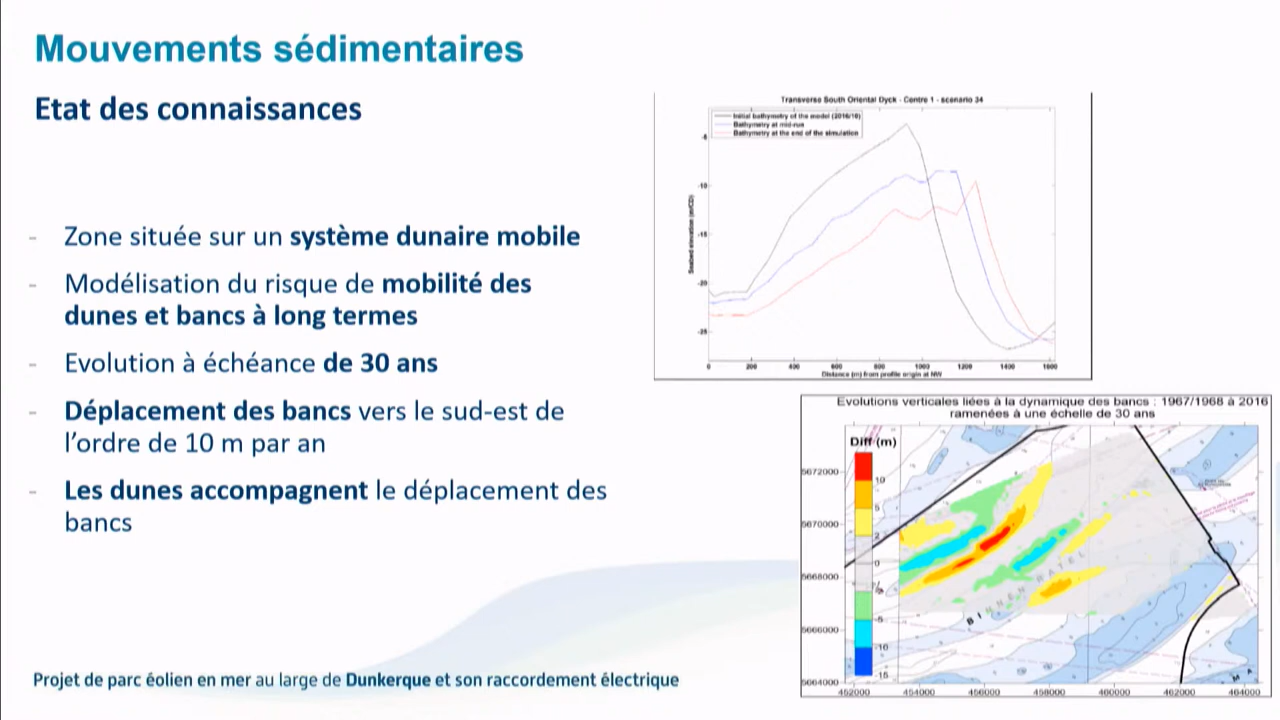 Mouvements sédimentaires
Etat des connaissances
- Zone située sur un système dunaire mobile
- Modélisation du risque de mobilité des
dunes et bancs à long termes
- Evolution à échéance de 30 ans
- Déplacement des bancs vers le sud-est de
l'ordre de 10 m par an
- Les dunes accompagnent le déplacement des
bancs
Projet de parc éolien en mer au large de Dunkerque et son raccordement électrique
Transverse South Oriental Dyck - Centre 1 - scenario 34
Initial bathymetry of the model (2016/10)
Bathymetry at mid-run
Bathymetry at the end of the simulation
Seabed elevation (mCD)
-5
-10
-15
-20
-25
0 200 400 600 800 1000 1200 1400 1600
Distance (m) from profile origin at NW
Evolutions verticales liées à la dynamique des bancs : 1967/1968 à 2016
ramenées à une échelle de 30 ans
Diff (m)
10
5
2
0
-5
-10
-15
5672000
5670000
5668000
5666000
5664000
BINNEN RATEL
452000 454000 456000 458000 460000 462000 464000